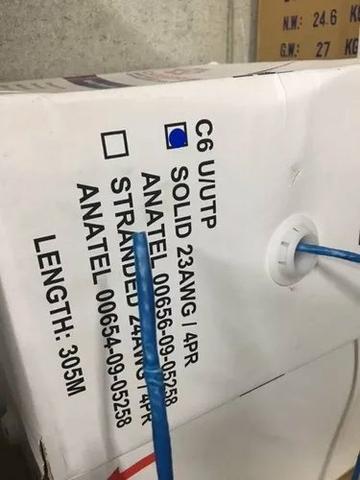 N.W.: 24.6 KG
G.W.: 27 KG
C6 U/UTP
SOLID 23AWG / 4PR
ANATEL 00656-09-05258
STRANDED 24AWG / 4PR
ANATEL 00654-09-05258
LENGTH: 305M